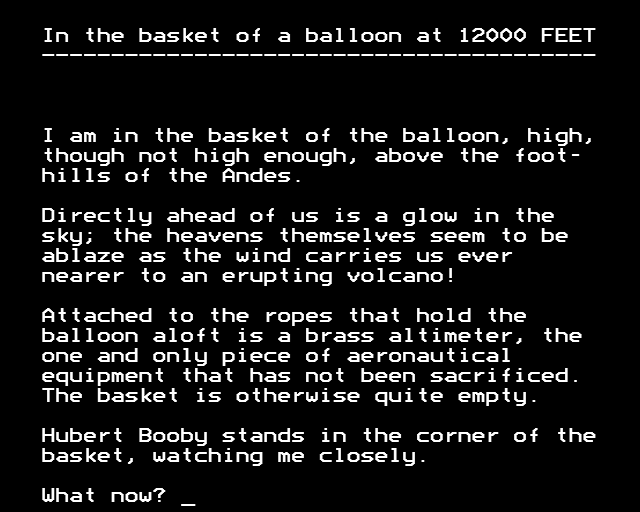 In the basket of a balloon at 12000 FEET
----------------------------------------
I am in the basket of the balloon, high,
though not high enough, above the foot-
hills of the Andes.
Directly ahead of us is a glow in the
sky; the heavens themselves seem to be
ablaze as the wind carries us ever
nearer to an erupting volcano!
Attached to the ropes that hold the
balloon aloft is a brass altimeter, the
one and only piece of aeronautical
equipment that has not been sacrificed.
The basket is otherwise quite empty.
Hubert Booby stands in the corner of the
basket, watching me closely.
What now? _